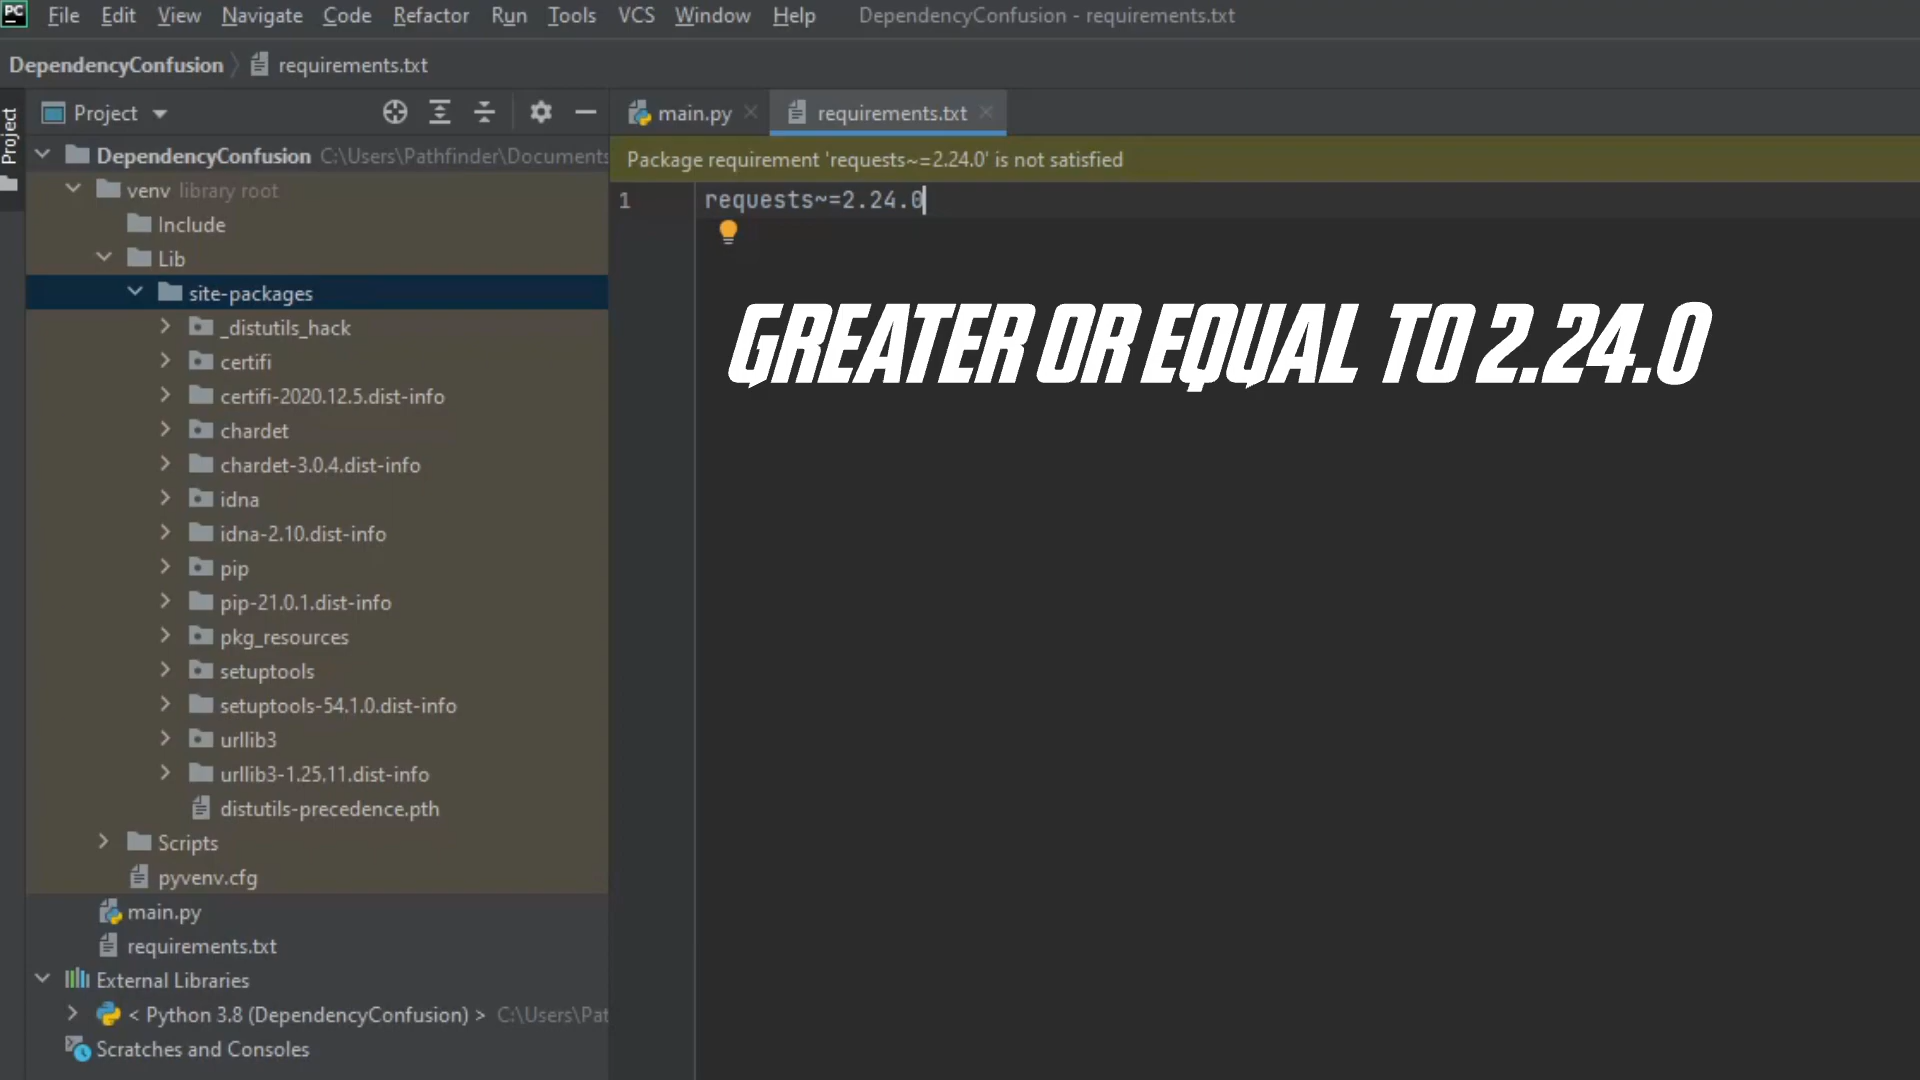 PC File Edit View Navigate Code Refactor Run Tools VCS Window Help DependencyConfusion - requirements.txt
DependencyConfusion requirements.txt
Project
Project
main.py
requirements.txt
DependencyConfusion C:\Users\Pathfinder\Documents
venv library root
Include
Lib
site-packages
_distutils_hack
certifi
certifi-2020.12.5.dist-info
chardet
chardet-3.0.4.dist-info
idna
idna-2.10.dist-info
pip
pip-21.0.1.dist-info
pkg_resources
setuptools
setuptools-54.1.0.dist-info
urllib3
urllib3-1.25.11.dist-info
distutils-precedence.pth
Scripts
pyvenv.cfg
main.py
requirements.txt
External Libraries
< Python 3.8 (DependencyConfusion) > C:\Users\Pat
Scratches and Consoles
Package requirement 'requests~=2.24.0' is not satisfied
1 requests~=2.24.0
GREATER OR EQUAL TO 2.24.0